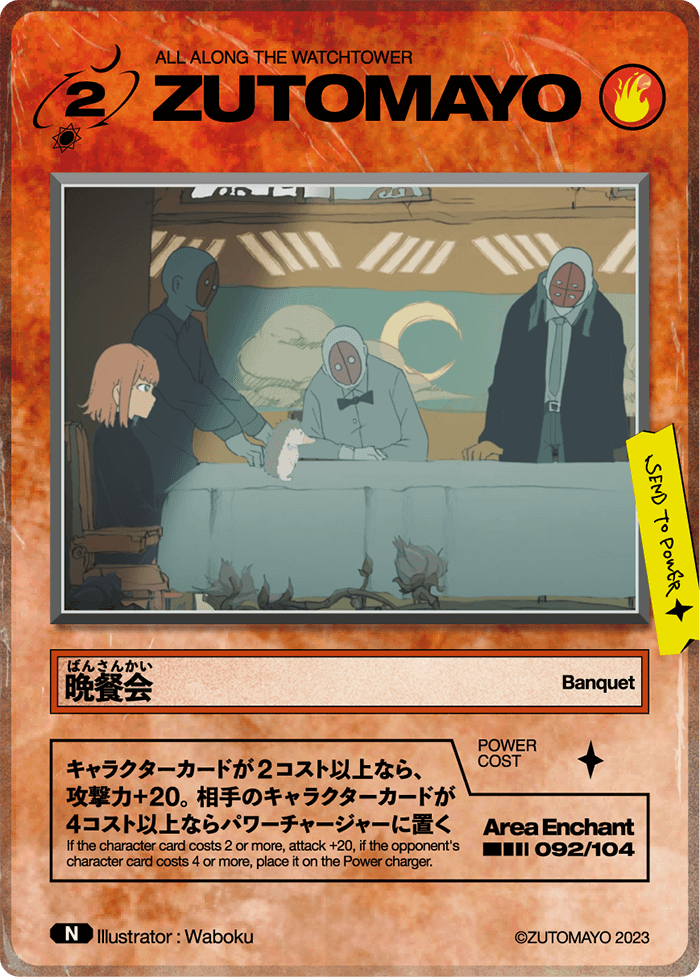 ALL ALONG THE WATCHTOWER
2
ZUTOMAYO
SEND TO POWER
ばんさんかい
晩餐会
Banquet
キャラクターカードが2コスト以上なら、
攻撃力+20。相手のキャラクターカードが
4コスト以上ならパワーチャージャーに置く
If the character card costs 2 or more, attack +20, if the opponent's
character card costs 4 or more, place it on the Power charger.
POWER
COST
Area Enchant
092/104
N
Illustrator : Waboku
©ZUTOMAYO 2023